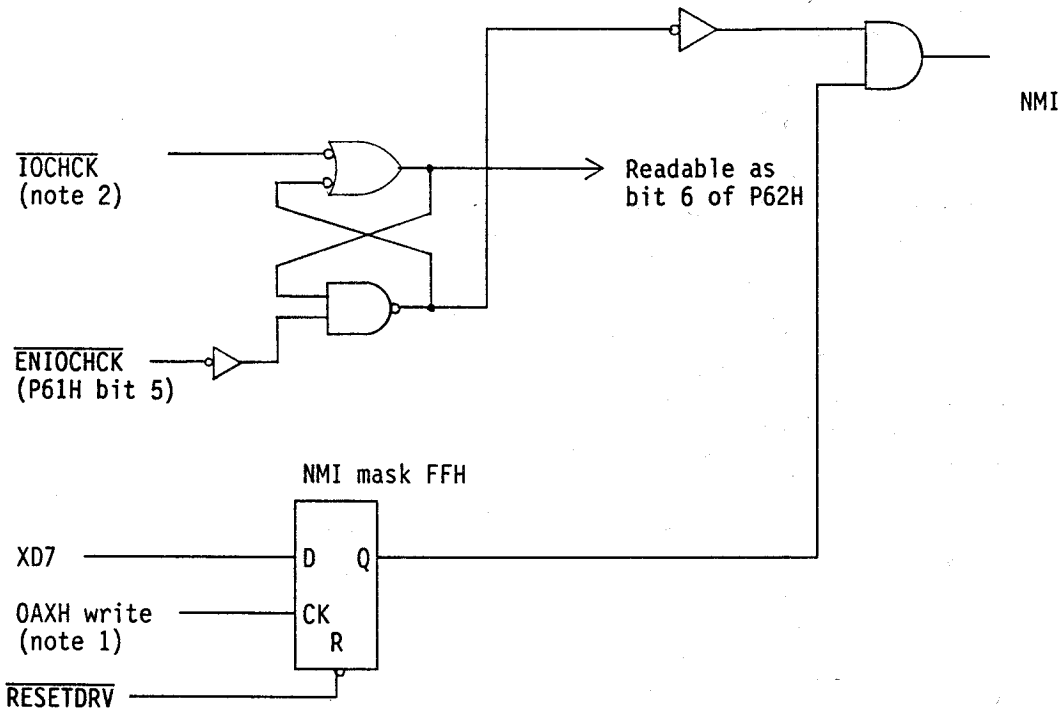 NMI
IOCHCK
(note 2)
Readable as
bit 6 of P62H
ENIOCHCK
(P61H bit 5)
NMI mask FFH
XD7
D
Q
OAXH write
(note 1)
CK
R
RESETDRV